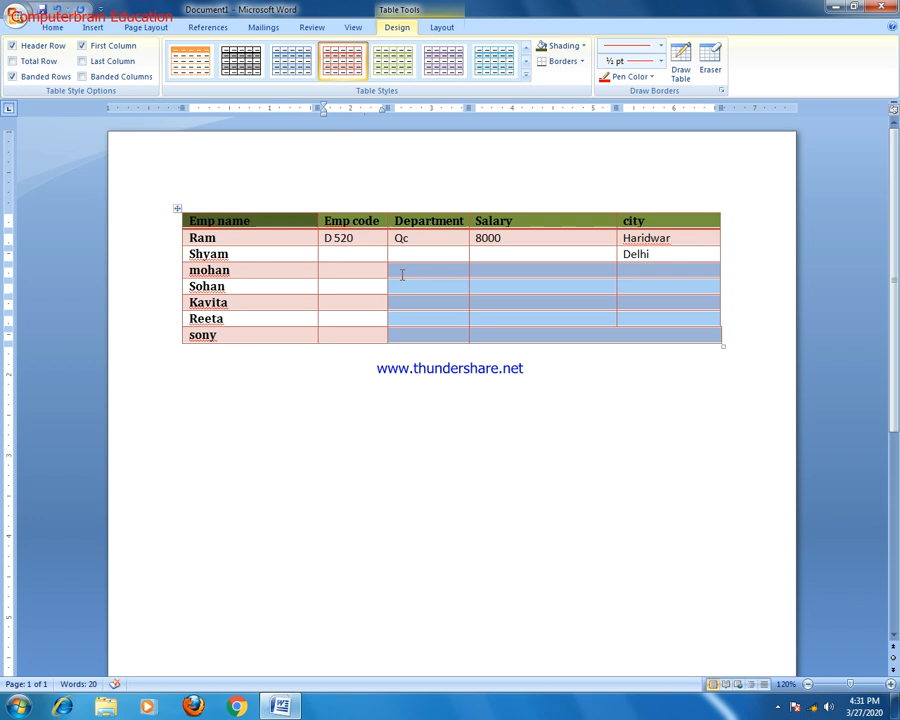 Computerbrain Education
Document1 - Microsoft Word
Table Tools
Home Insert Page Layout References Mailings Review View Design Layout
Header Row First Column
Total Row Last Column
Banded Rows Banded Columns
Table Style Options
Table Styles
Shading
Borders
½ pt
Pen Color
Draw Table
Eraser
Draw Borders
Emp name Emp code Department Salary city
Ram D 520 Qc 8000 Haridwar
Shyam Delhi
mohan
Sohan
Kavita
Reeta
sony
www.thundershare.net
Page: 1 of 1 Words: 20 120%
4:31 PM
3/27/2020